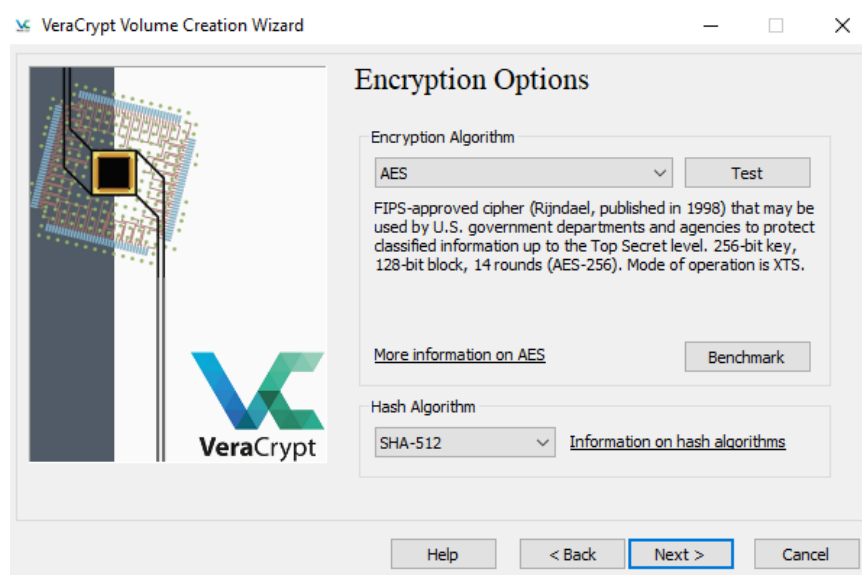 VeraCrypt Volume Creation Wizard
Encryption Options
Encryption Algorithm
AES
Test
FIPS-approved cipher (Rijndael, published in 1998) that may be
used by U.S. government departments and agencies to protect
classified information up to the Top Secret level. 256-bit key,
128-bit block, 14 rounds (AES-256). Mode of operation is XTS.
More information on AES
Benchmark
VeraCrypt
Hash Algorithm
SHA-512
Information on hash algorithms
Help
< Back
Next >
Cancel